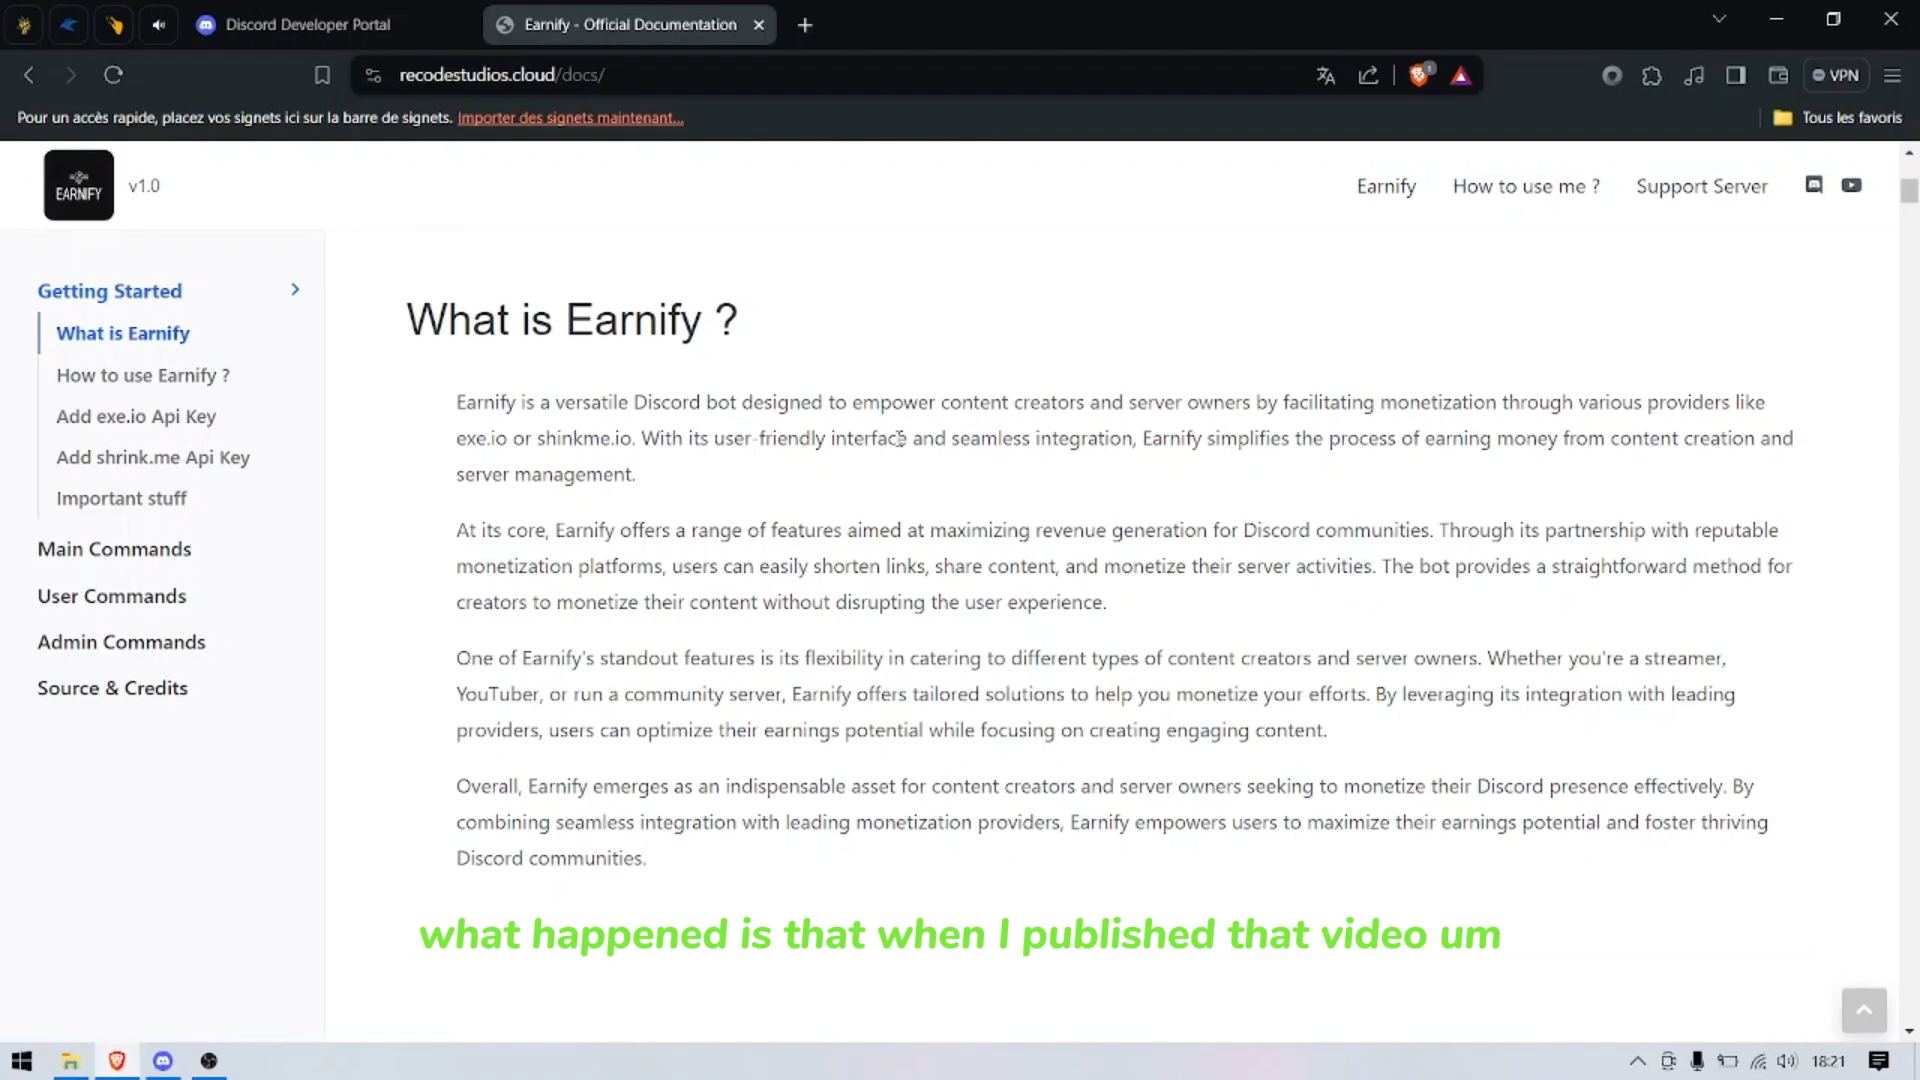 Discord Developer Portal
Earnify - Official Documentation
recodestudios.cloud/docs/
1
VPN
Pour un accès rapide, placez vos signets ici sur la barre de signets. Importer des signets maintenant...
Tous les favoris
EARNIFY
v1.0
Earnify
How to use me ?
Support Server
Getting Started
What is Earnify
How to use Earnify ?
Add exe.io Api Key
Add shrink.me Api Key
Important stuff
Main Commands
User Commands
Admin Commands
Source & Credits
What is Earnify ?
Earnify is a versatile Discord bot designed to empower content creators and server owners by facilitating monetization through various providers like
exe.io or shinkme.io. With its user-friendly interface and seamless integration, Earnify simplifies the process of earning money from content creation and
server management.
At its core, Earnify offers a range of features aimed at maximizing revenue generation for Discord communities. Through its partnership with reputable
monetization platforms, users can easily shorten links, share content, and monetize their server activities. The bot provides a straightforward method for
creators to monetize their content without disrupting the user experience.
One of Earnify's standout features is its flexibility in catering to different types of content creators and server owners. Whether you're a streamer,
YouTuber, or run a community server, Earnify offers tailored solutions to help you monetize your efforts. By leveraging its integration with leading
providers, users can optimize their earnings potential while focusing on creating engaging content.
Overall, Earnify emerges as an indispensable asset for content creators and server owners seeking to monetize their Discord presence effectively. By
combining seamless integration with leading monetization providers, Earnify empowers users to maximize their earnings potential and foster thriving
Discord communities.
what happened is that when I published that video um
18:21